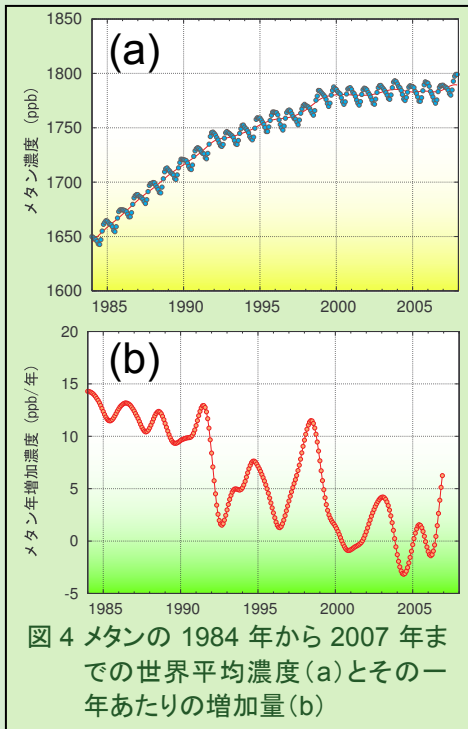 (a)
メタン濃度 (ppb)
1850
1800
1750
1700
1650
1600
1985 1990 1995 2000 2005
(b)
メタン年増加濃度 (ppb/年)
20
15
10
5
0
-5
1985 1990 1995 2000 2005
図 4 メタンの 1984 年から 2007 年ま
での世界平均濃度(a)とその一
年あたりの増加量(b)